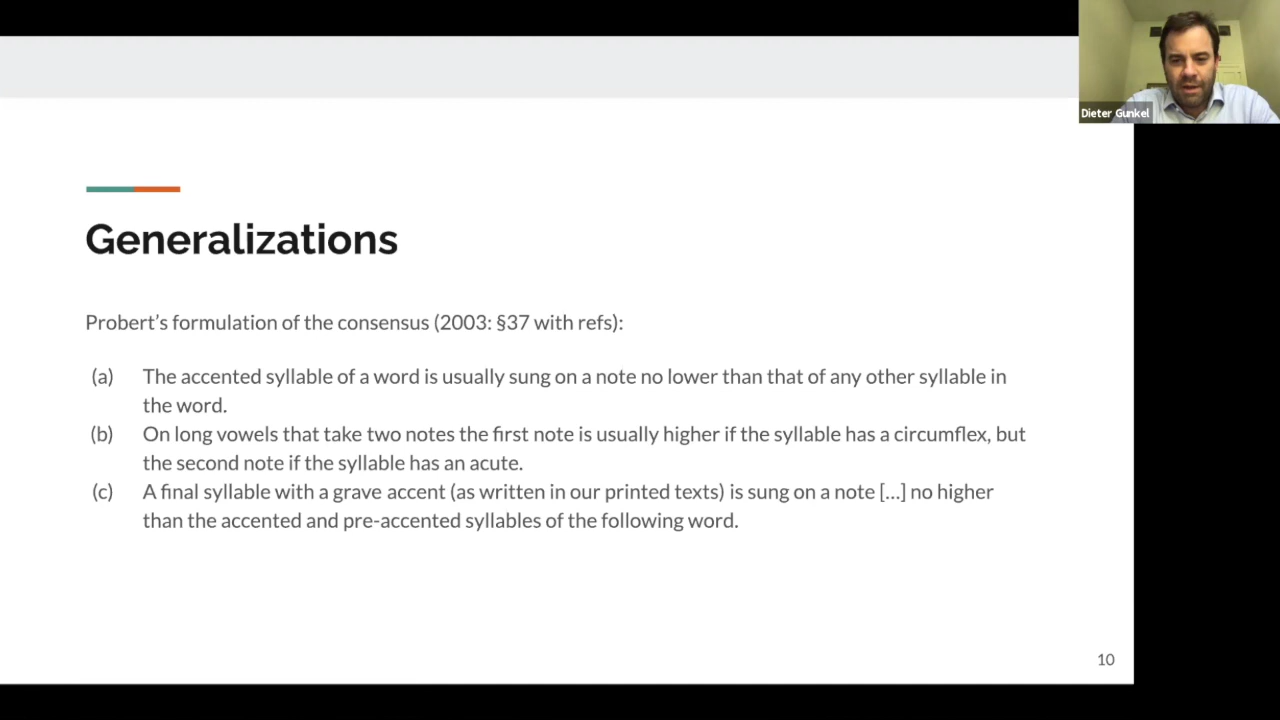 Dieter Gunkel
Generalizations
Probert’s formulation of the consensus (2003: §37 with refs):
(a) The accented syllable of a word is usually sung on a note no lower than that of any other syllable in
the word.
(b) On long vowels that take two notes the first note is usually higher if the syllable has a circumflex, but
the second note if the syllable has an acute.
(c) A final syllable with a grave accent (as written in our printed texts) is sung on a note [...] no higher
than the accented and pre-accented syllables of the following word.
10